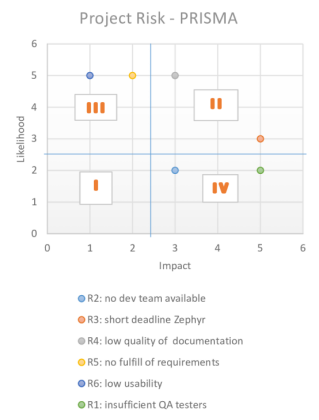 Project Risk - PRISMA
6
5
4
3
2
1
0
Likelihood
III
II
I
IV
0 1 2 3 4 5 6
Impact
R2: no dev team available
R3: short deadline Zephyr
R4: low quality of documentation
R5: no fulfill of requirements
R6: low usability
R1: insufficient QA testers